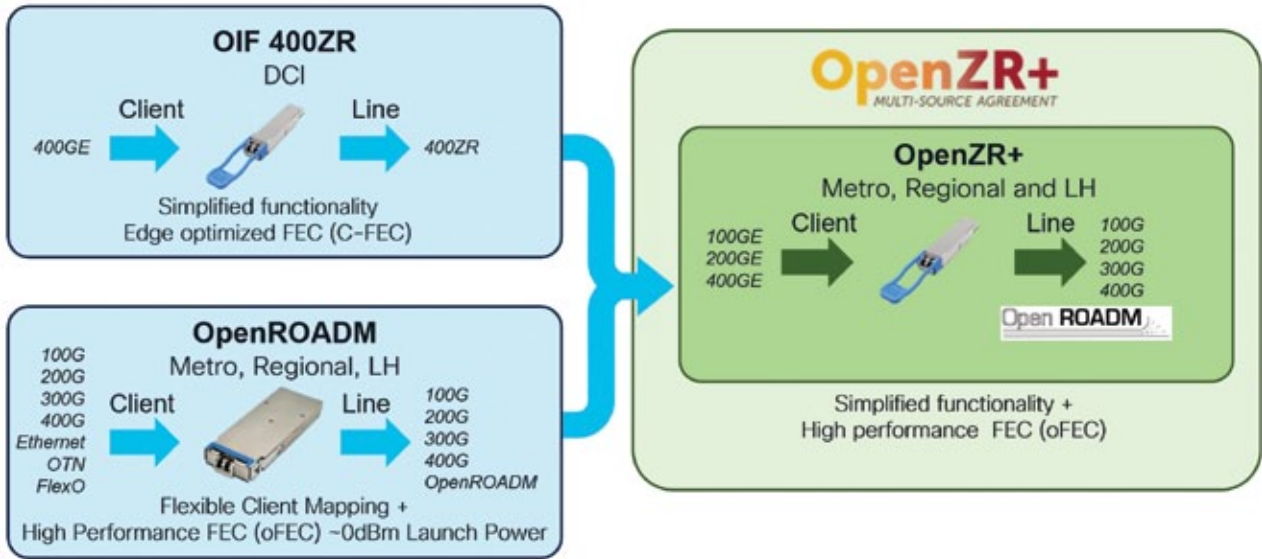 OIF 400ZR
DCI
Client
Line
400GE
400ZR
Simplified functionality
Edge optimized FEC (C-FEC)
OpenROADM
Metro, Regional, LH
100G
200G
300G
400G
Ethernet
OTN
FlexO
Client
Line
100G
200G
300G
400G
OpenROADM
Flexible Client Mapping +
High Performance FEC (oFEC) ~0dBm Launch Power
OpenZR+
MULTI-SOURCE AGREEMENT
OpenZR+
Metro, Regional and LH
100GE
200GE
400GE
Client
Line
100G
200G
300G
400G
Open ROADM
Simplified functionality +
High performance FEC (oFEC)